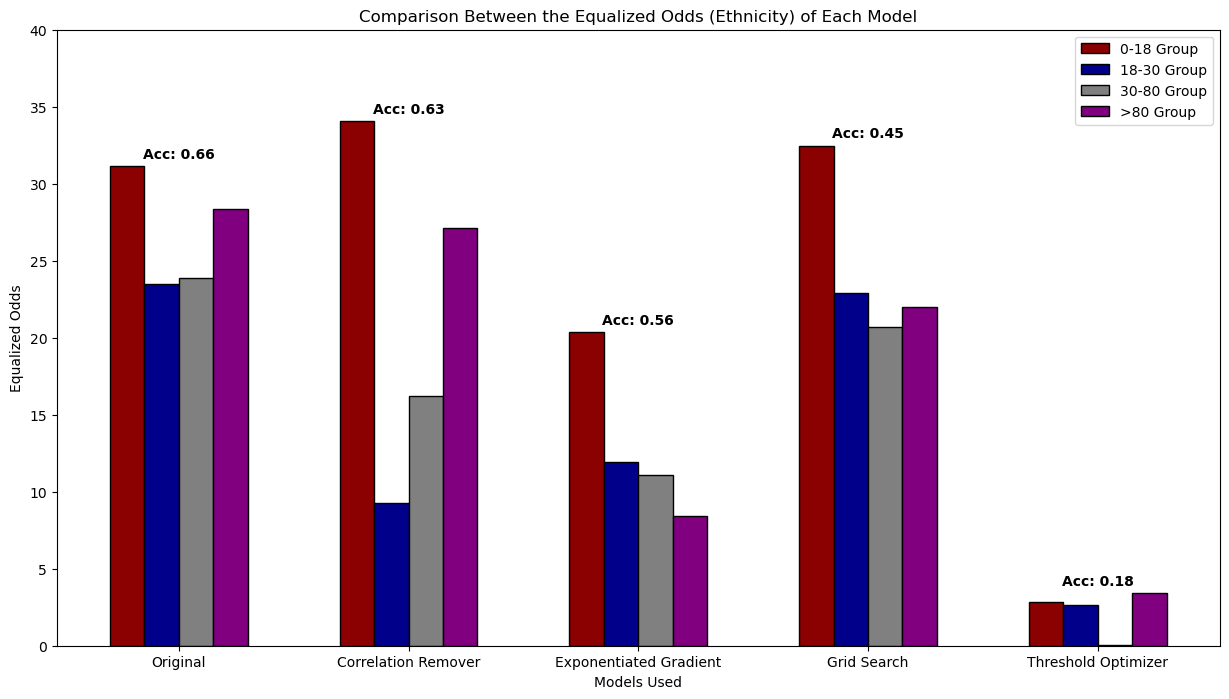 Comparison Between the Equalized Odds (Ethnicity) of Each Model
40
35
30
25
20
15
10
5
0
Equalized Odds
0-18 Group
18-30 Group
30-80 Group
>80 Group
Acc: 0.66
Acc: 0.63
Acc: 0.56
Acc: 0.45
Acc: 0.18
Original
Correlation Remover
Exponentiated Gradient
Grid Search
Threshold Optimizer
Models Used